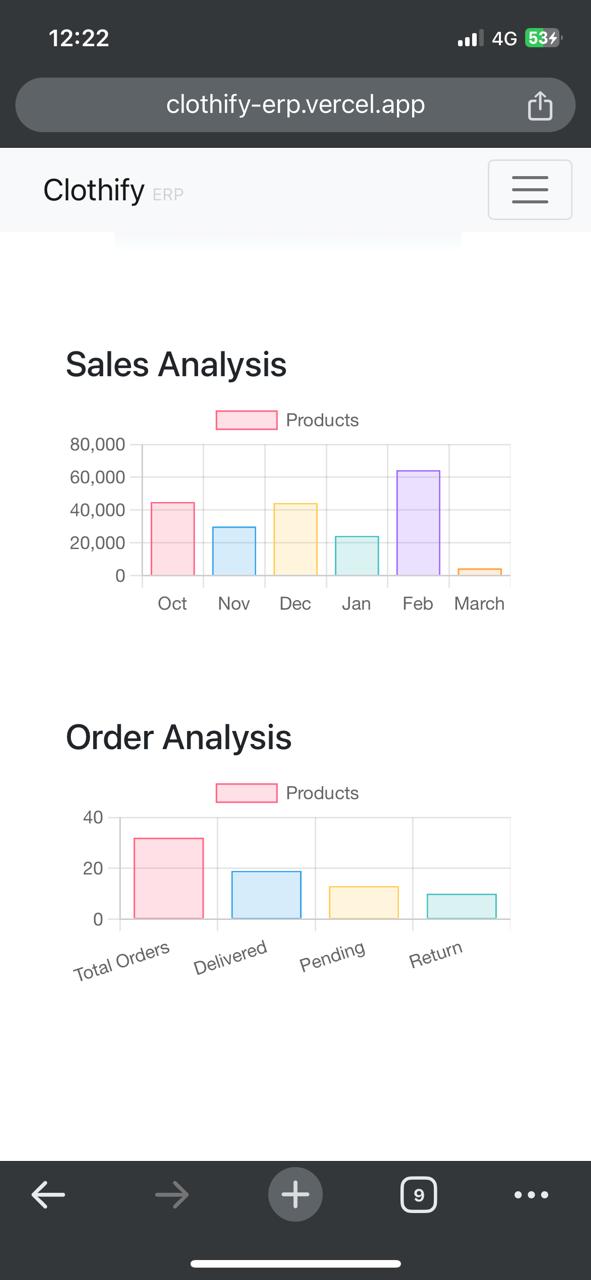 12:22 4G 53
clothify-erp.vercel.app
Clothify ERP
Sales Analysis
Products
80,000
60,000
40,000
20,000
0
Oct Nov Dec Jan Feb March
Order Analysis
Products
40
20
0
Total Orders Delivered Pending Return
9